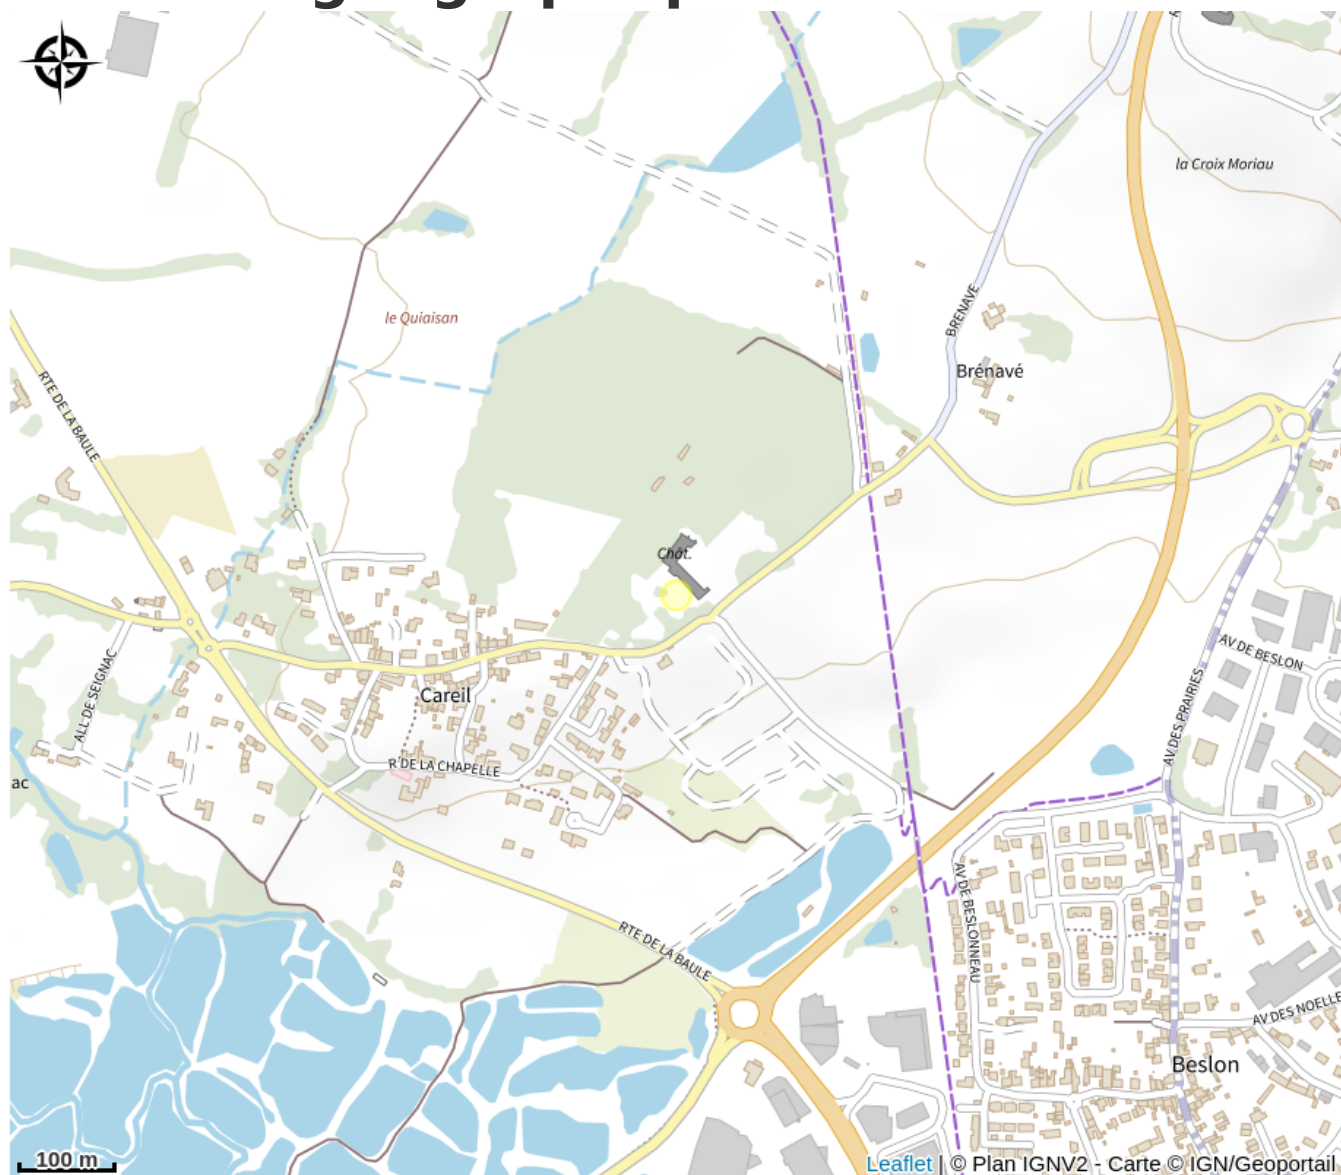 la Croix Moriau
BRENAVE
le Quiaisan
Brénavé
RTE DE LA BAULE
Chât.
AV DE BESLON
ALL DE SEIGNAC
Careil
AV DES PRAIRIES
R DE LA CHAPELLE
ac
AV DE BESLONNEAU
RTE DE LA BAULE
AV DES NOELLE
Beslon
100 m
Leaflet | © Plan IGNV2 - Carte © IGN/Geoportail